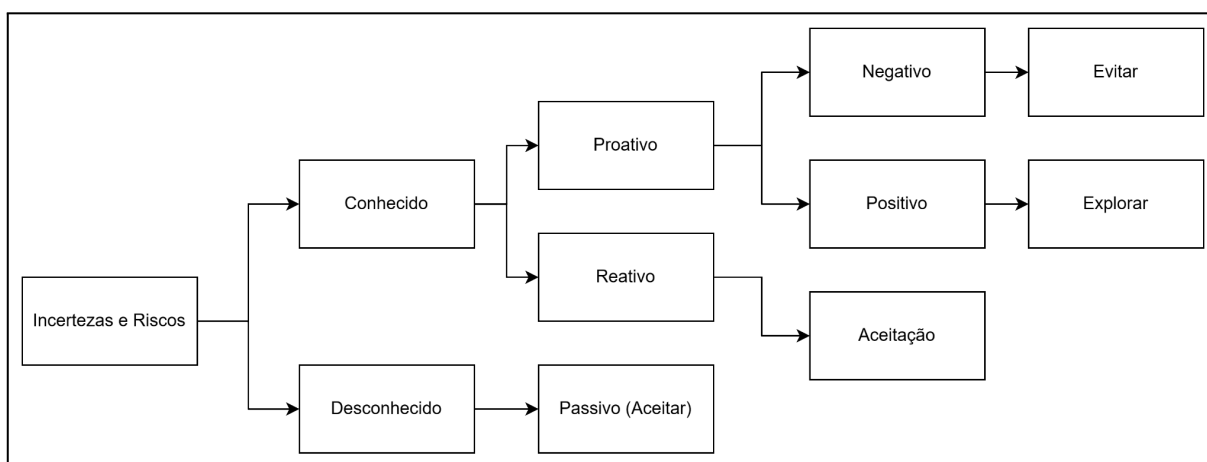 Incertezas e Riscos
Conhecido
Desconhecido
Proativo
Reativo
Passivo (Aceitar)
Negativo
Positivo
Aceitação
Evitar
Explorar